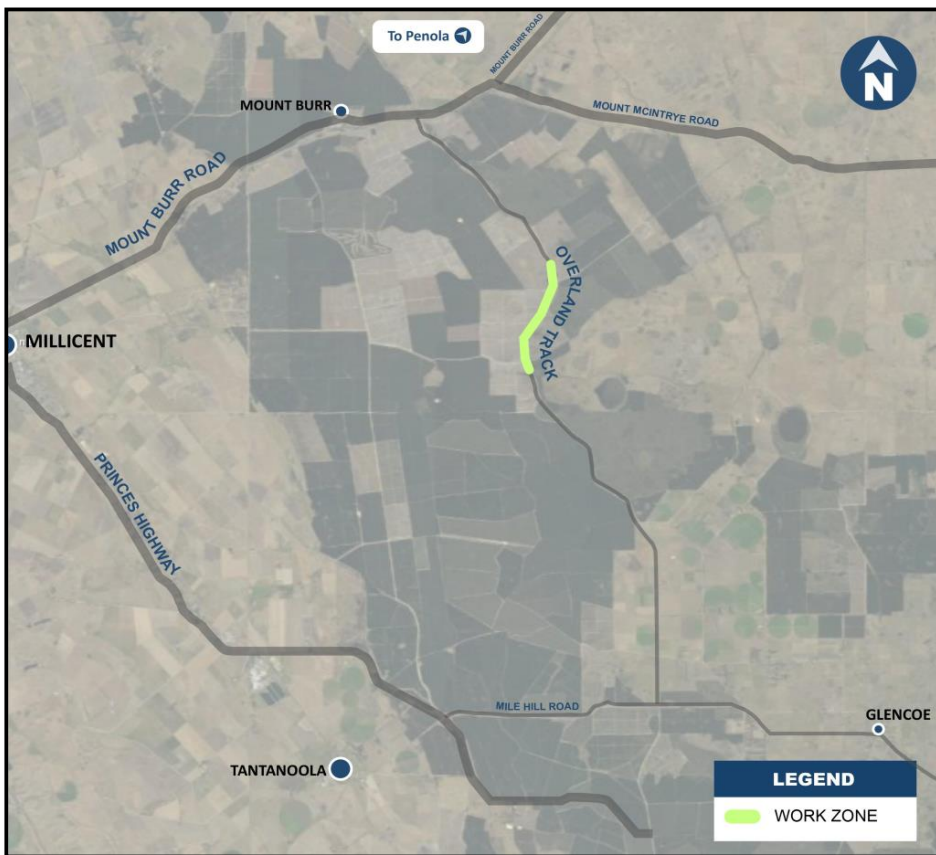 To Penola
MOUNT BURR ROAD
N
MOUNT BURR
MOUNT MCINTRYE ROAD
MOUNT BURR ROAD
OVERLAND TRACK
MILLICENT
PRINCES HIGHWAY
MILE HILL ROAD
GLENCOE
TANTANOOLA
LEGEND
WORK ZONE